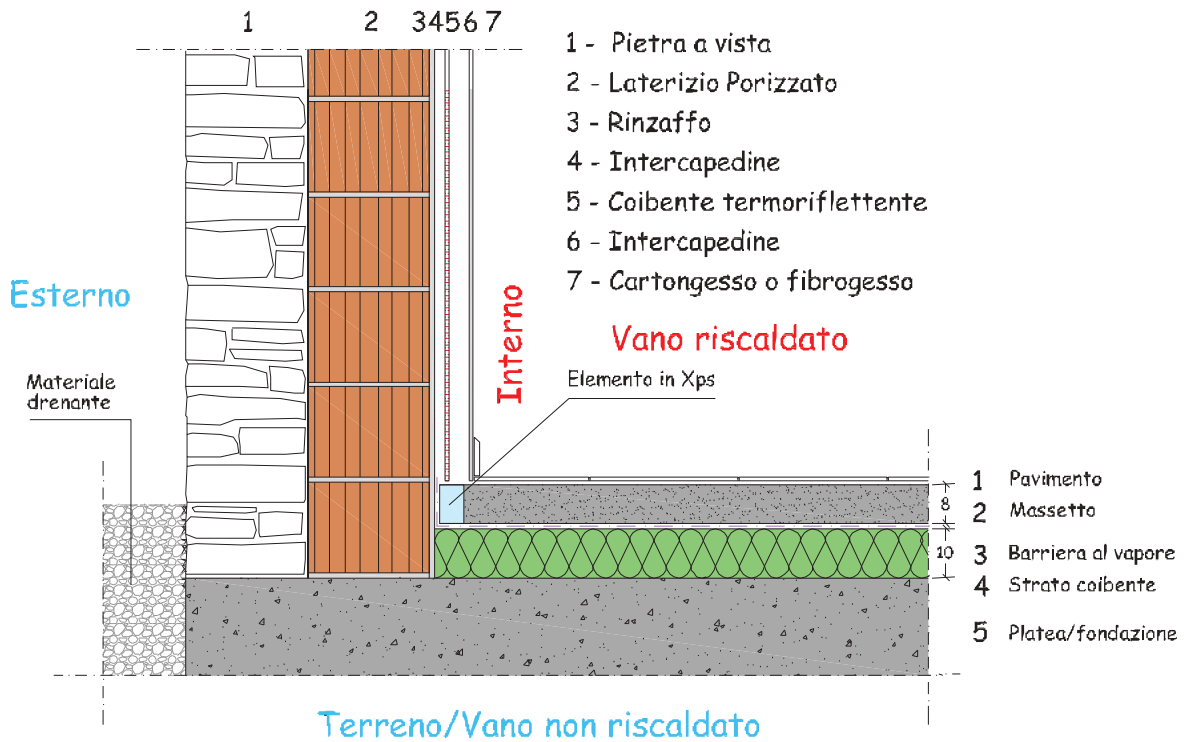 1 2 34567
1 - Pietra a vista
2 - Laterizio Porizzato
3 - Rinzaffo
4 - Intercapedine
5 - Coibente termoriflettente
6 - Intercapedine
7 - Cartongesso o fibrogesso
Esterno
Interno
Vano riscaldato
Materiale
drenante
Elemento in Xps
8
10
1 Pavimento
2 Massetto
3 Barriera al vapore
4 Strato coibente
5 Platea/fondazione
Terreno/Vano non riscaldato